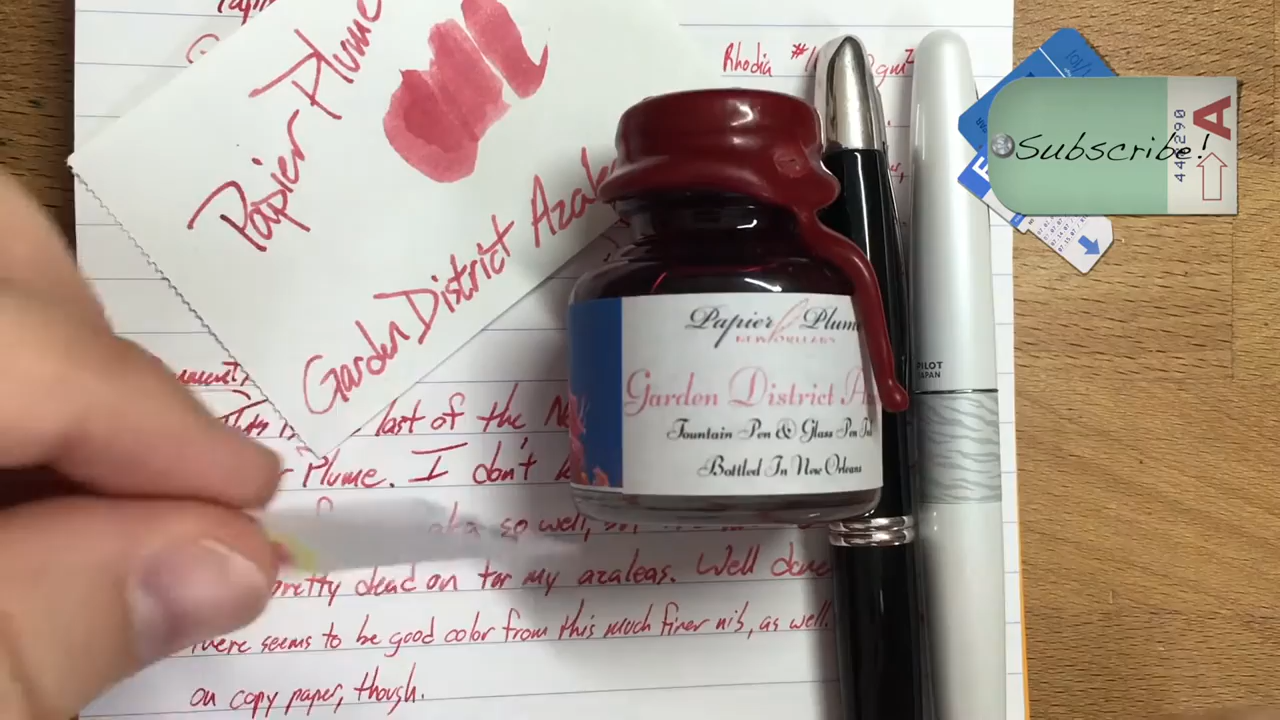 Papier Plume
Garden District Azalea
Rhodia #1
Subscribe!
A
PILOT
JAPAN
Papier Plume
NEW ORLEANS
Garden District A
Fountain Pen & Glass Pen
Bottled In New Orleans
last of the
Plume. I don't
so well,
pretty dead on for my azaleas. Well done
there seems to be good color from this much finer nib, as well.
on copy paper, though.